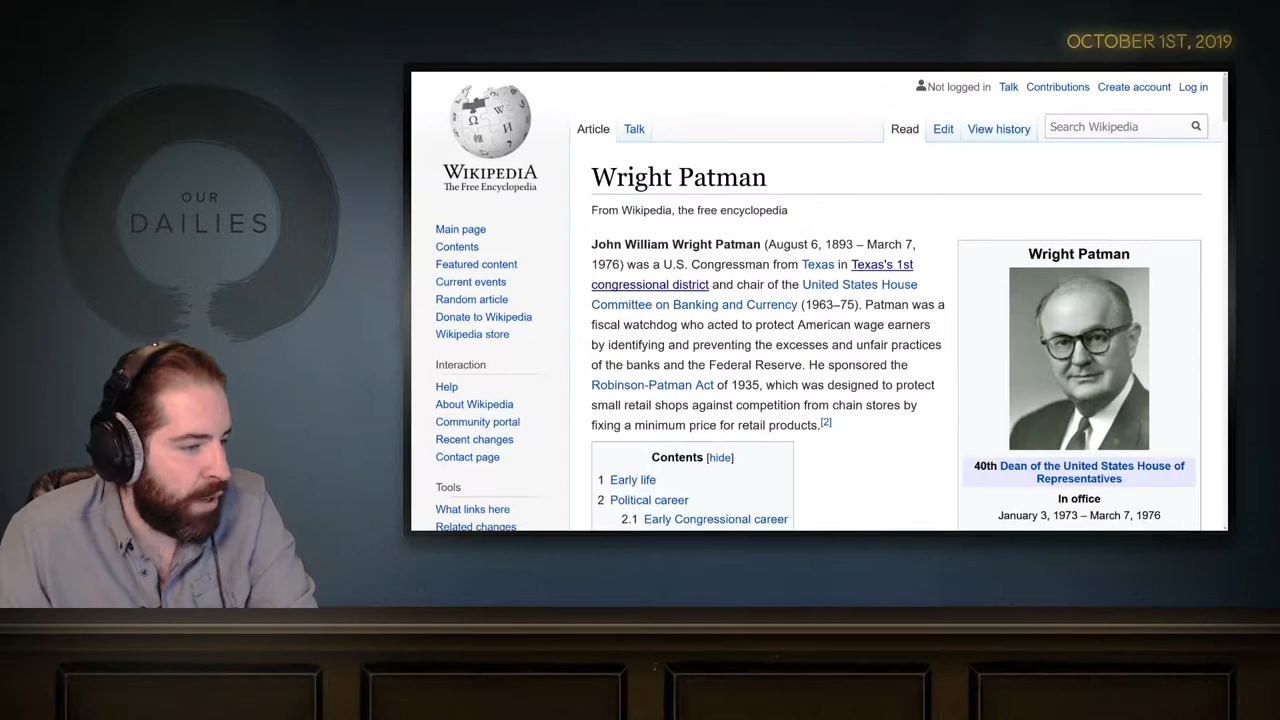 OCTOBER 1ST, 2019
OUR
DAILIES
WIKIPEDIA
The Free Encyclopedia
Main page
Contents
Featured content
Current events
Random article
Donate to Wikipedia
Wikipedia store
Interaction
Help
About Wikipedia
Community portal
Recent changes
Contact page
Tools
What links here
Related changes
Not logged in Talk Contributions Create account Log in
Article Talk Read Edit View history Search Wikipedia
Wright Patman
From Wikipedia, the free encyclopedia
John William Wright Patman (August 6, 1893 – March 7,
1976) was a U.S. Congressman from Texas in Texas's 1st
congressional district and chair of the United States House
Committee on Banking and Currency (1963–75). Patman was a
fiscal watchdog who acted to protect American wage earners
by identifying and preventing the excesses and unfair practices
of the banks and the Federal Reserve. He sponsored the
Robinson-Patman Act of 1935, which was designed to protect
small retail shops against competition from chain stores by
fixing a minimum price for retail products.[2]
Contents [hide]
1 Early life
2 Political career
2.1 Early Congressional career
Wright Patman
40th Dean of the United States House of
Representatives
In office
January 3, 1973 – March 7, 1976